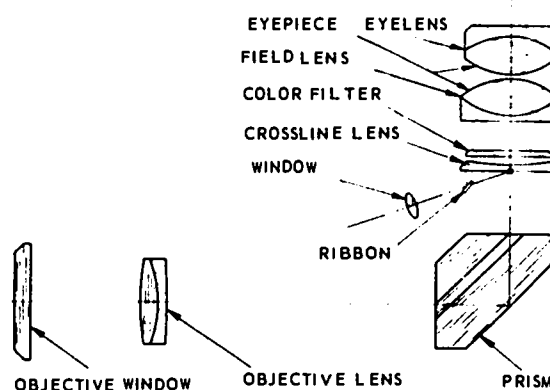 EYEPIECE EYELENS
FIELD LENS
COLOR FILTER
CROSSLINE LENS
WINDOW
RIBBON
OBJECTIVE WINDOW
OBJECTIVE LENS
PRISM